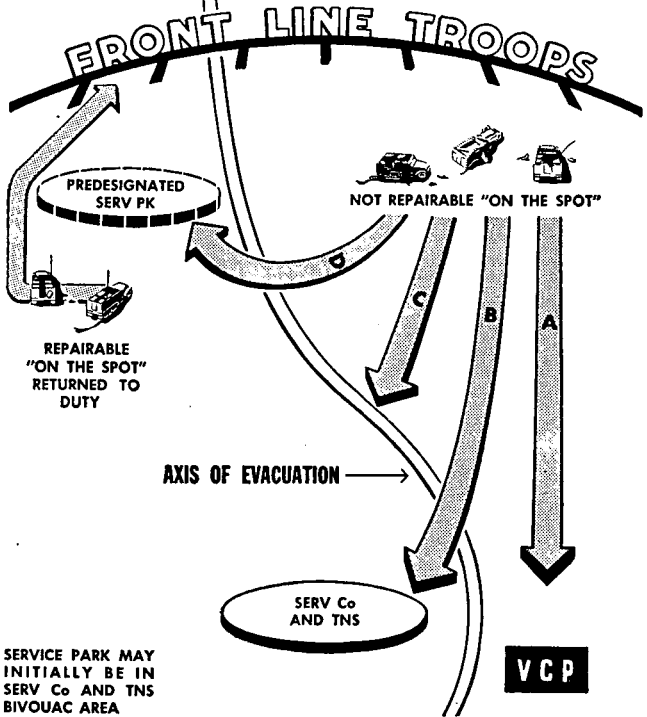 FRONT LINE TROOPS
PREDESIGNATED
SERV PK
NOT REPAIRABLE "ON THE SPOT"
D
C
B
A
REPAIRABLE
"ON THE SPOT"
RETURNED TO
DUTY
AXIS OF EVACUATION
SERV Co
AND TNS
SERVICE PARK MAY
INITIALLY BE IN
SERV Co AND TNS
BIVOUAC AREA
VCP